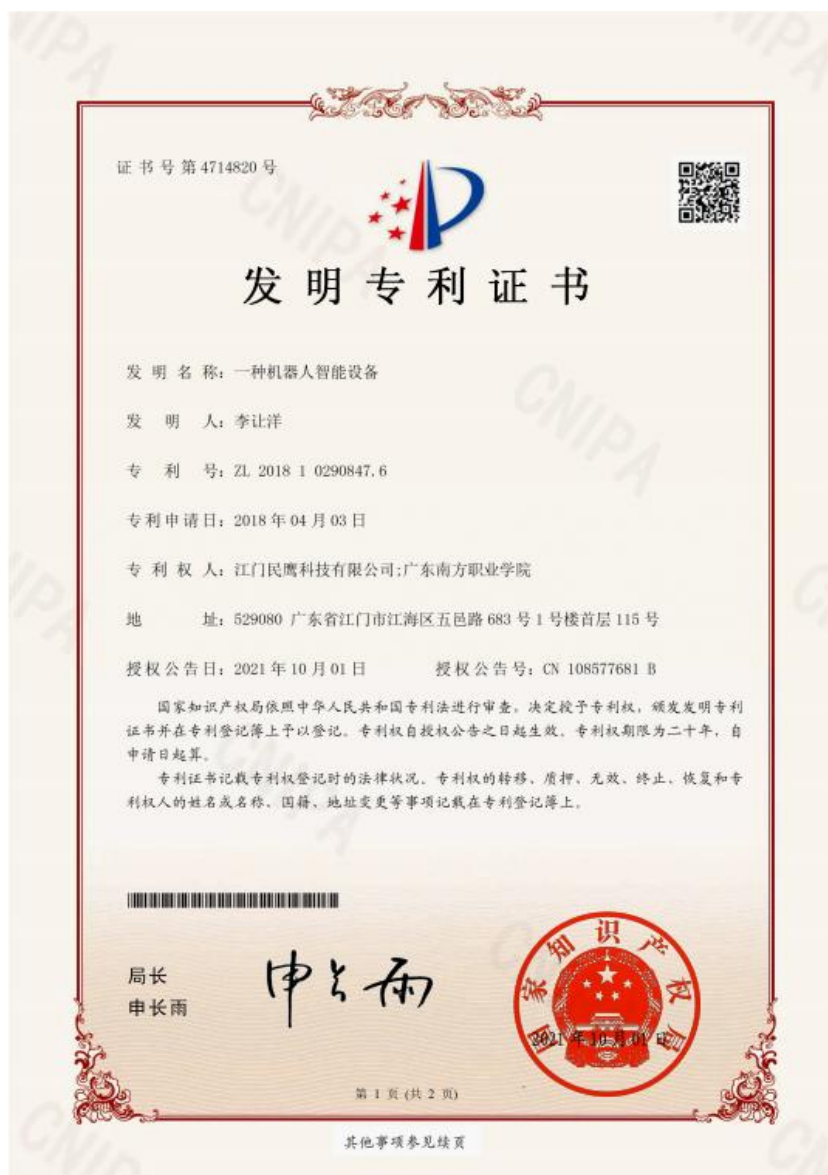 证书号第4714820号
发明专利证书
发明名称：一种机器人智能设备
发明人：李让洋
专利号：ZL 2018 1 0290847.6
专利申请日：2018年04月03日
专利权人：江门民鹰科技有限公司;广东南方职业学院
地址：529080 广东省江门市江海区五邑路683号1号楼首层115号
授权公告日：2021年10月01日 授权公告号：CN 108577681 B
国家知识产权局依照中华人民共和国专利法进行审查，决定授予专利权，颁发发明专利
证书并在专利登记簿上予以登记。专利权自授权公告之日起生效。专利权期限为二十年，自
申请日起算。
专利证书记载专利权登记时的法律状况。专利权的转移、质押、无效、终止、恢复和专
利权人的姓名或名称、国籍、地址变更等事项记载在专利登记簿上。
局长
申长雨
申长雨
国家知识产权局
2021年10月01日
第 1 页 (共 2 页)
其他事项参见续页
CNIPA
CNIPA
CNIPA
CNIPA